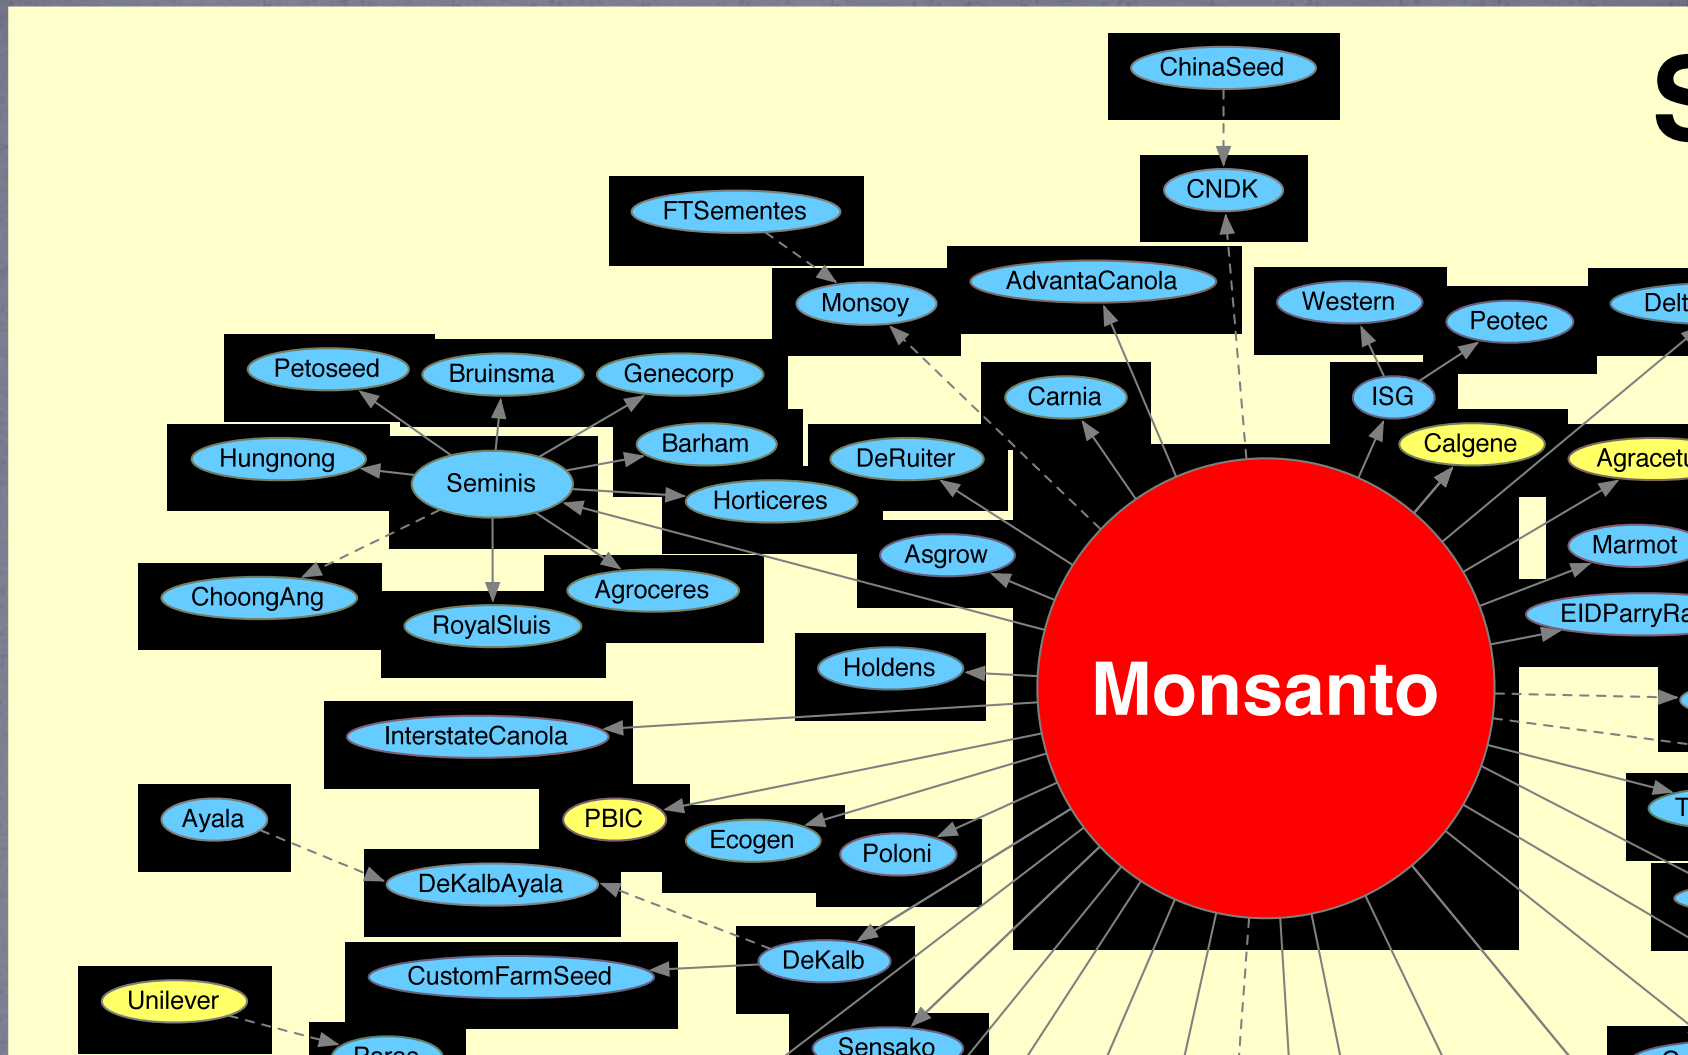 ChinaSeed
CNDK
FTSementes
AdvantaCanola
Monsoy
Western
Peotec
Petoseed
Bruinsma
Genecorp
Carnia
ISG
Barham
Calgene
Hungnong
DeRuiter
Seminis
Horticeres
Asgrow
Marmot
Agroceres
ChoongAng
RoyalSluis
Holdens
Monsanto
InterstateCanola
PBIC
Ayala
Ecogen
Poloni
DeKalbAyala
DeKalb
CustomFarmSeed
Unilever
Sensako